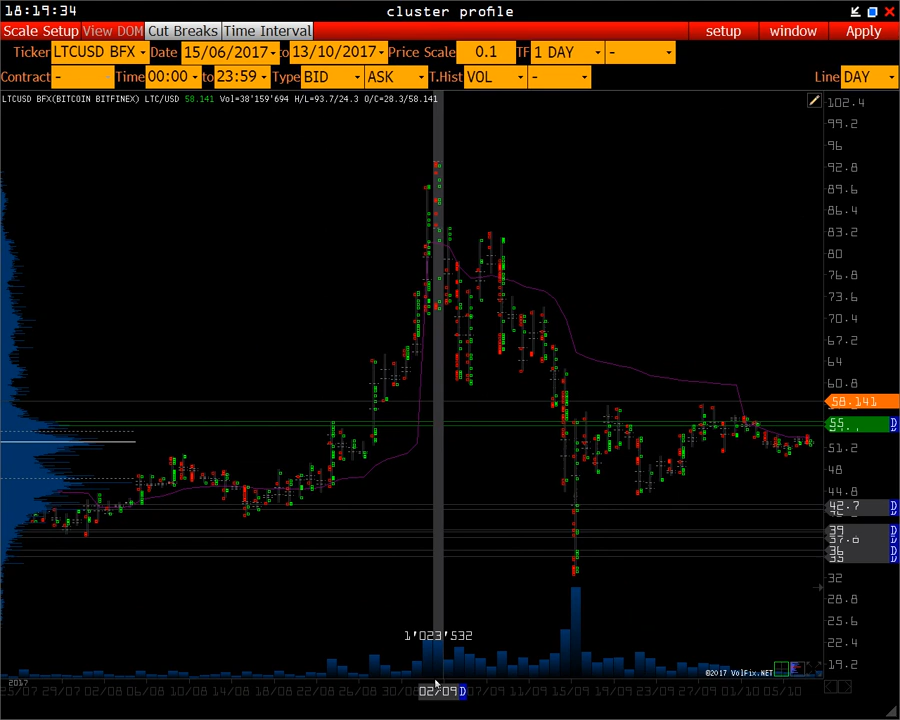 18:19:34
cluster profile
Scale Setup View DOM Cut Breaks Time Interval
setup window Apply
Ticker LTCUSD BFX Date 15/06/2017 to 13/10/2017 Price Scale 0.1 TF 1 DAY -
Contract - Time 00:00 to 23:59 Type BID ASK T.Hist VOL - Line DAY
LTCUSD BFX(BITCOIN BITFINEX) LTC/USD 58.141 Vol=38'159'694 H/L=93.7/24.3 O/C=28.3/58.141
102.4
99.2
96
92.8
89.6
86.4
83.2
80
76.8
73.6
70.4
67.2
64
60.8
58.141
55 D
51.2
48
44.8
42.7 D
39 D
37.6 D
36 D
35 D
32
28.8
25.6
22.4
19.2
1'023'532
©2017 VolFix.NET
2017
25/07 29/07 02/08 06/08 10/08 14/08 18/08 22/08 26/08 30/08 02/09 D 07/09 11/09 15/09 19/09 23/09 27/09 01/10 05/10